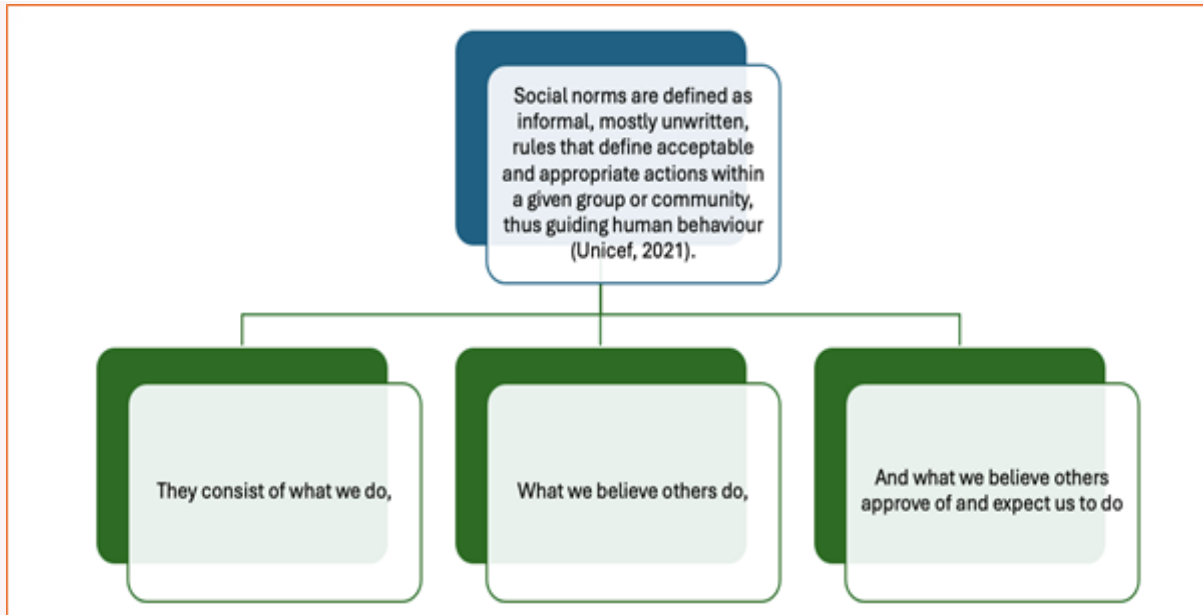 Social norms are defined as
informal, mostly unwritten,
rules that define acceptable
and appropriate actions within
a given group or community,
thus guiding human behaviour
(Unicef, 2021).
They consist of what we do,
What we believe others do,
And what we believe others
approve of and expect us to do